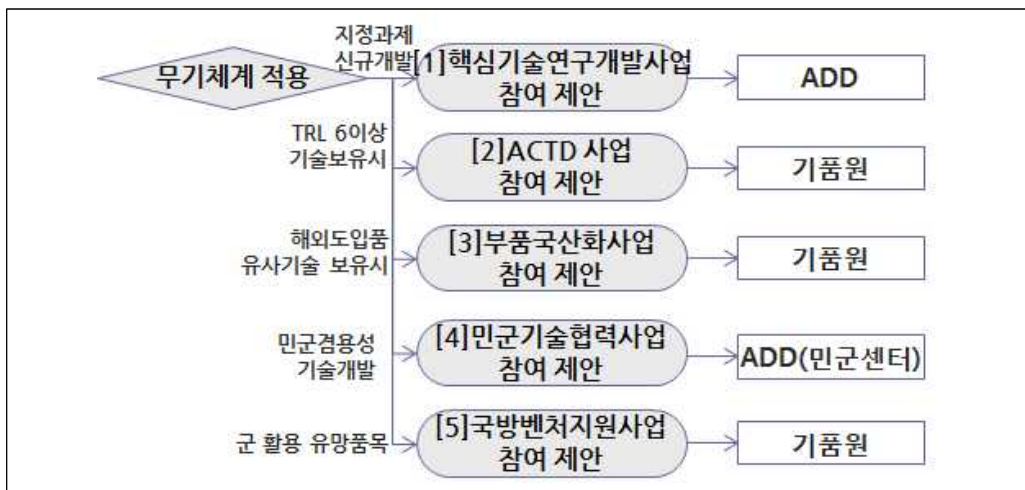 무기체계 적용
지정과제
신규개발
[1]핵심기술연구개발사업
참여 제안
ADD
TRL 6이상
기술보유시
[2]ACTD 사업
참여 제안
기품원
해외도입품
유사기술 보유시
[3]부품국산화사업
참여 제안
기품원
민군겸용성
기술개발
[4]민군기술협력사업
참여 제안
ADD(민군센터)
군 활용 유망품목
[5]국방벤처지원사업
참여 제안
기품원